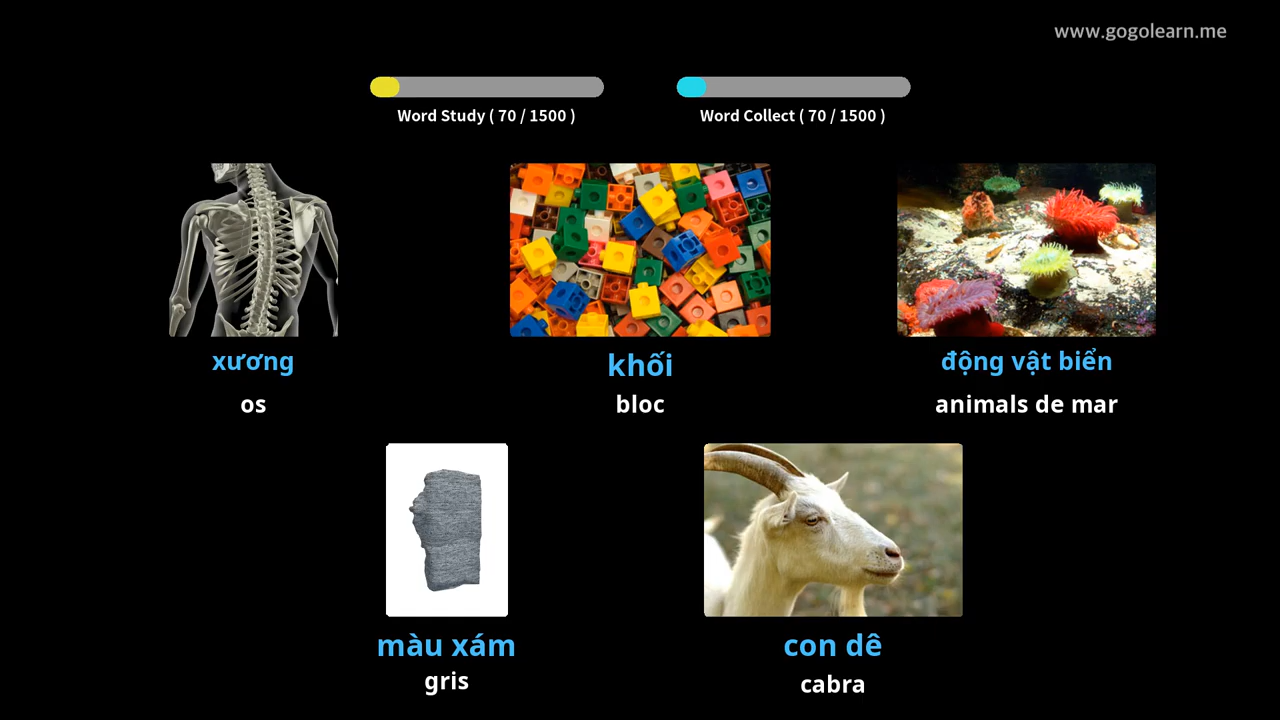 www.gogolearn.me
Word Study ( 70 / 1500 )
Word Collect ( 70 / 1500 )
xương
khối
động vật biển
os
bloc
animals de mar
màu xám
con dê
gris
cabra